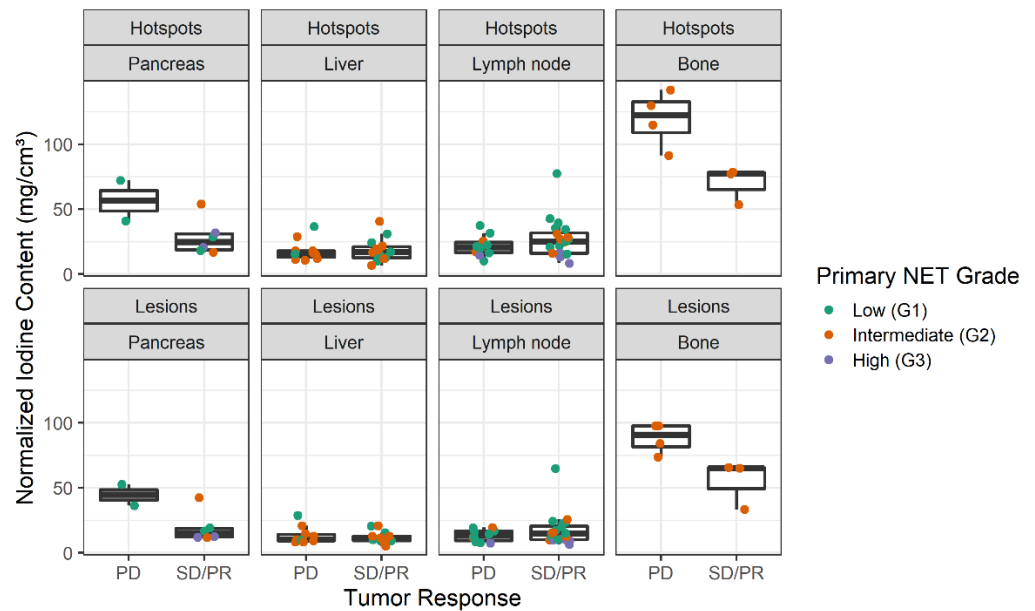 Hotspots Hotspots Hotspots Hotspots
Pancreas Liver Lymph node Bone
100
50
0
Lesions Lesions Lesions Lesions
Pancreas Liver Lymph node Bone
100
50
0
PD SD/PR PD SD/PR PD SD/PR PD SD/PR
Tumor Response
Normalized Iodine Content (mg/cm³)
Primary NET Grade
Low (G1)
Intermediate (G2)
High (G3)